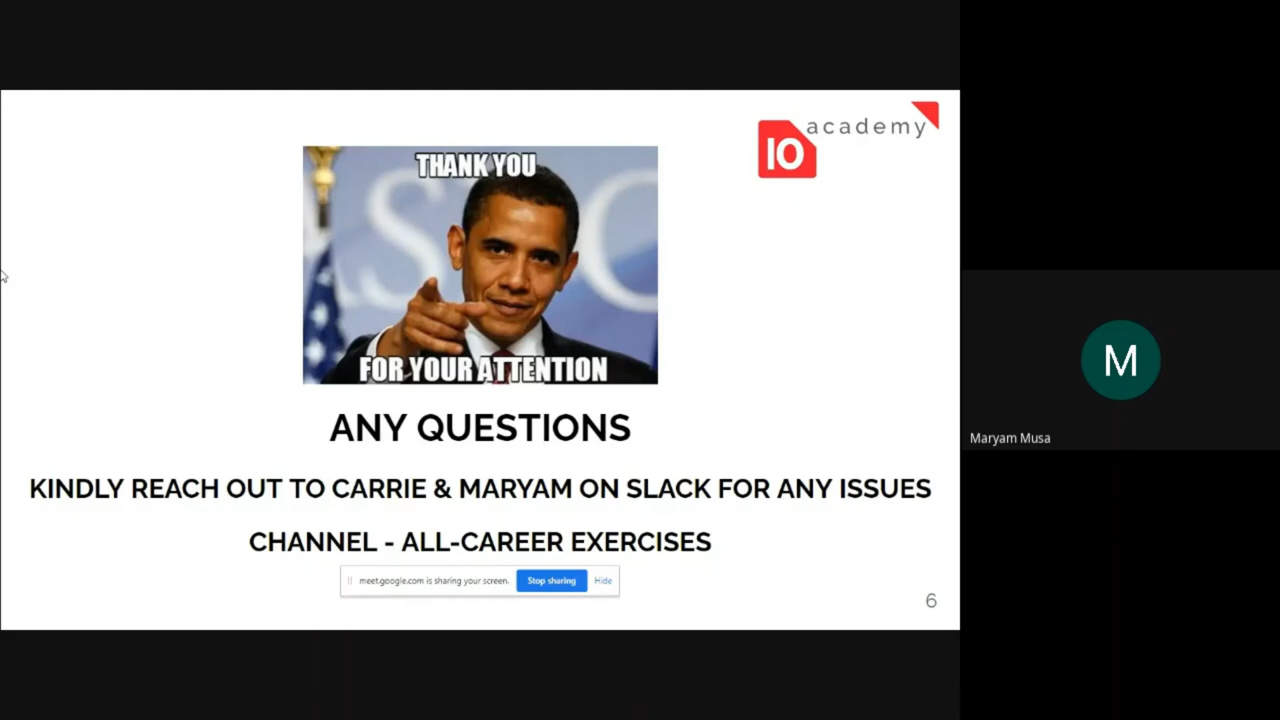 academy
10
THANK YOU
FOR YOUR ATTENTION
ANY QUESTIONS
KINDLY REACH OUT TO CARRIE & MARYAM ON SLACK FOR ANY ISSUES
CHANNEL - ALL-CAREER EXERCISES
meet.google.com is sharing your screen. Stop sharing Hide
6
M
Maryam Musa